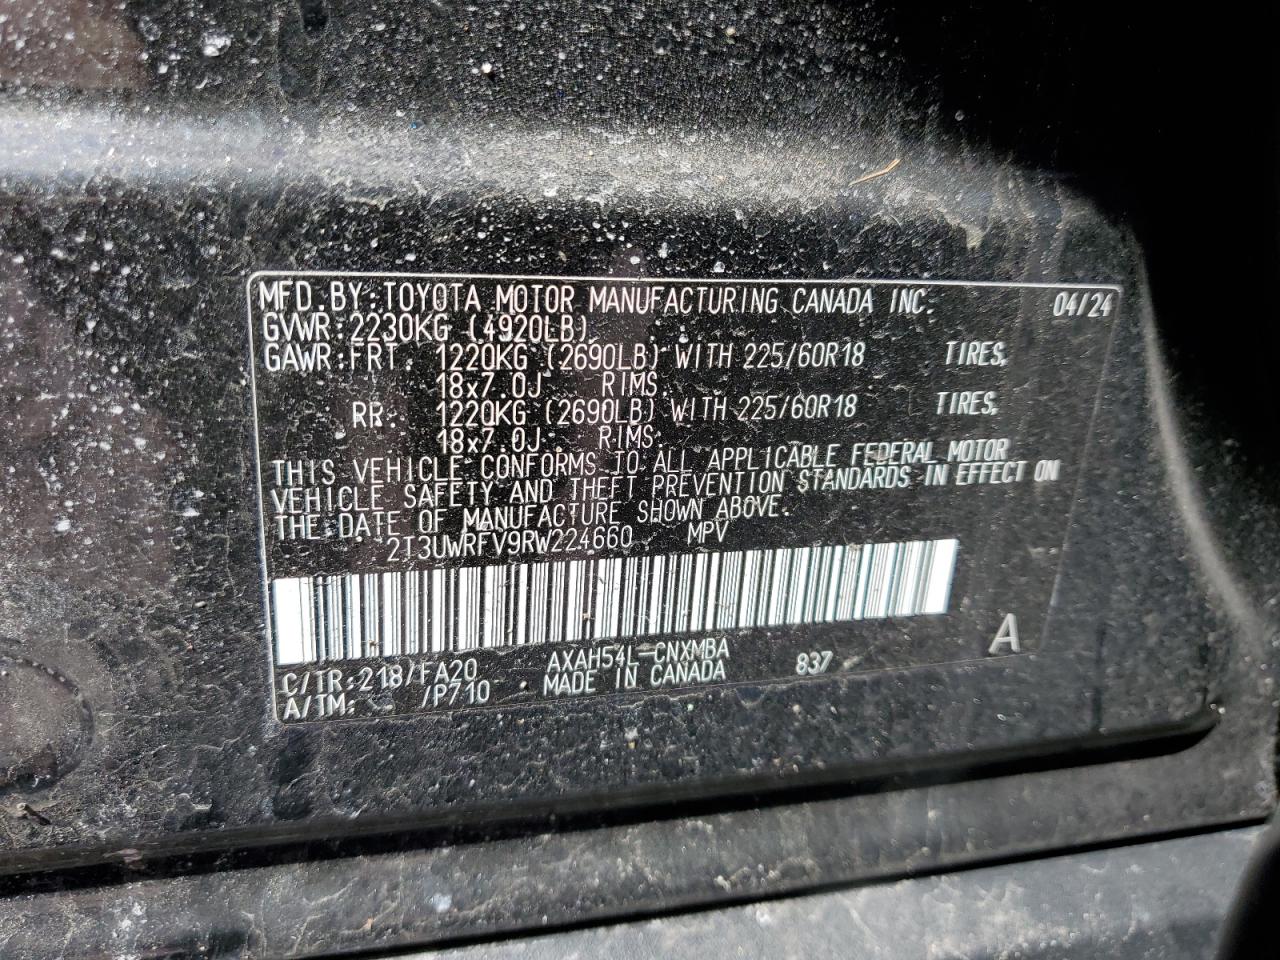 MFD. BY: TOYOTA MOTOR MANUFACTURING CANADA INC. 04/24
GVWR: 2230KG (4920LB)
GAWR: FRT. 1220KG (2690LB) WITH 225/60R18 TIRES,
18x7.0J RIMS.
RR. 1220KG (2690LB) WITH 225/60R18 TIRES,
18x7.0J RIMS.
THIS VEHICLE CONFORMS TO ALL APPLICABLE FEDERAL MOTOR
VEHICLE SAFETY AND THEFT PREVENTION STANDARDS IN EFFECT ON
THE DATE OF MANUFACTURE SHOWN ABOVE.
2T3UWRFV9RW224660 MPV
A
C/TR: 218/FA20 AXAH54L-CNXMBA 837
A/TM: /P710 MADE IN CANADA